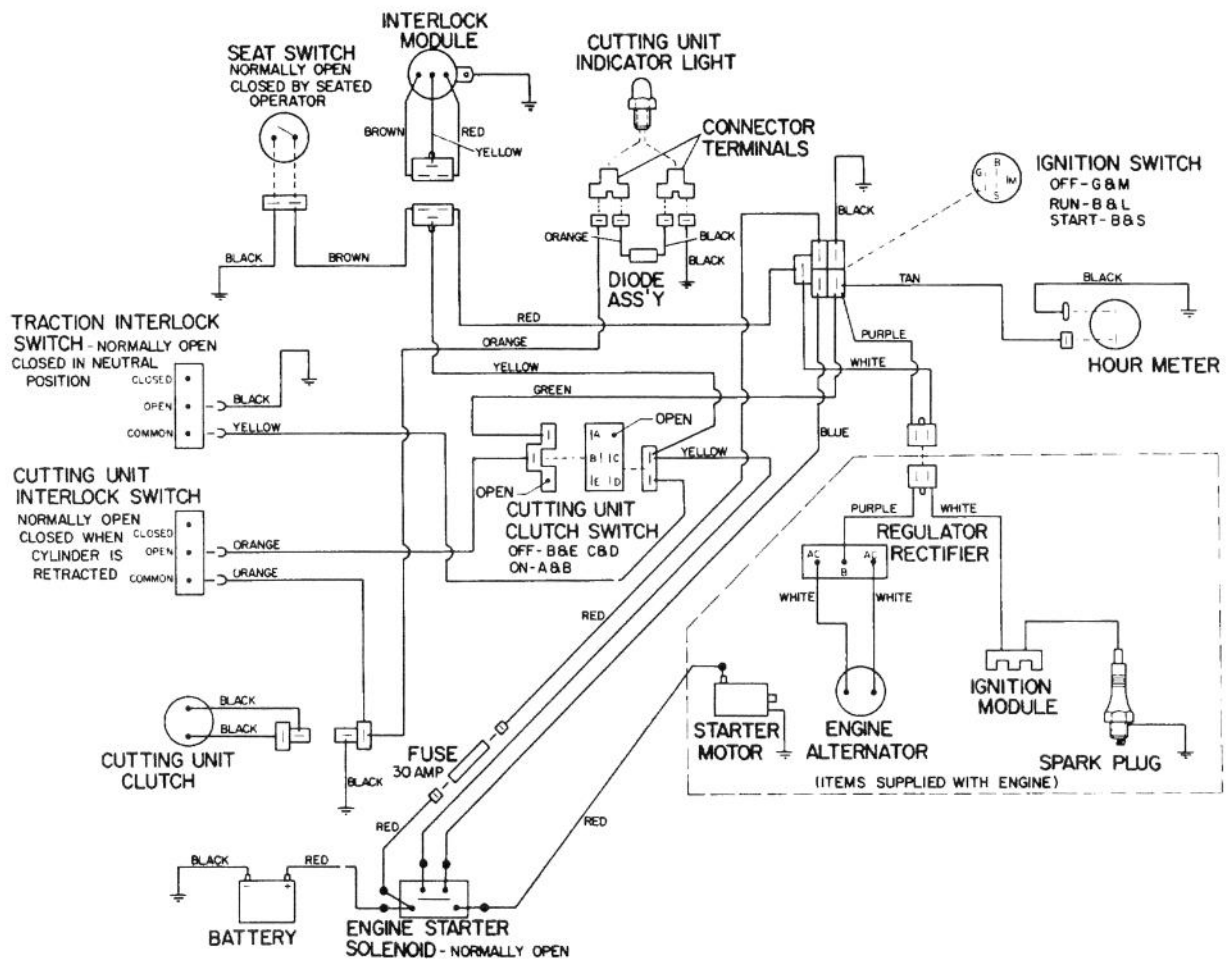 INTERLOCK
MODULE
SEAT SWITCH
NORMALLY OPEN
CLOSED BY SEATED
OPERATOR
CUTTING UNIT
INDICATOR LIGHT
BROWN
RED
YELLOW
CONNECTOR
TERMINALS
B
G
M
S
IGNITION SWITCH
OFF - G & M
RUN - B & L
START - B & S
BLACK
BLACK
BROWN
ORANGE
BLACK
BLACK
DIODE
ASS'Y
TAN
BLACK
HOUR METER
RED
PURPLE
WHITE
TRACTION INTERLOCK
SWITCH - NORMALLY OPEN
CLOSED IN NEUTRAL
POSITION
CLOSED
OPEN
COMMON
BLACK
YELLOW
ORANGE
YELLOW
GREEN
BLUE
OPEN
A
B
C
E
D
YELLOW
OPEN
CUTTING UNIT
CLUTCH SWITCH
OFF - B&E C&D
ON - A&B
CUTTING UNIT
INTERLOCK SWITCH
NORMALLY OPEN
CLOSED WHEN
CYLINDER IS
RETRACTED
CLOSED
OPEN
COMMON
ORANGE
ORANGE
PURPLE
WHITE
REGULATOR
RECTIFIER
AC
B
AC
WHITE
WHITE
RED
BLACK
BLACK
CUTTING UNIT
CLUTCH
BLACK
FUSE
30 AMP
STARTER
MOTOR
ENGINE
ALTERNATOR
IGNITION
MODULE
SPARK PLUG
(ITEMS SUPPLIED WITH ENGINE)
RED
RED
BLACK
RED
- +
BATTERY
ENGINE STARTER
SOLENOID - NORMALLY OPEN